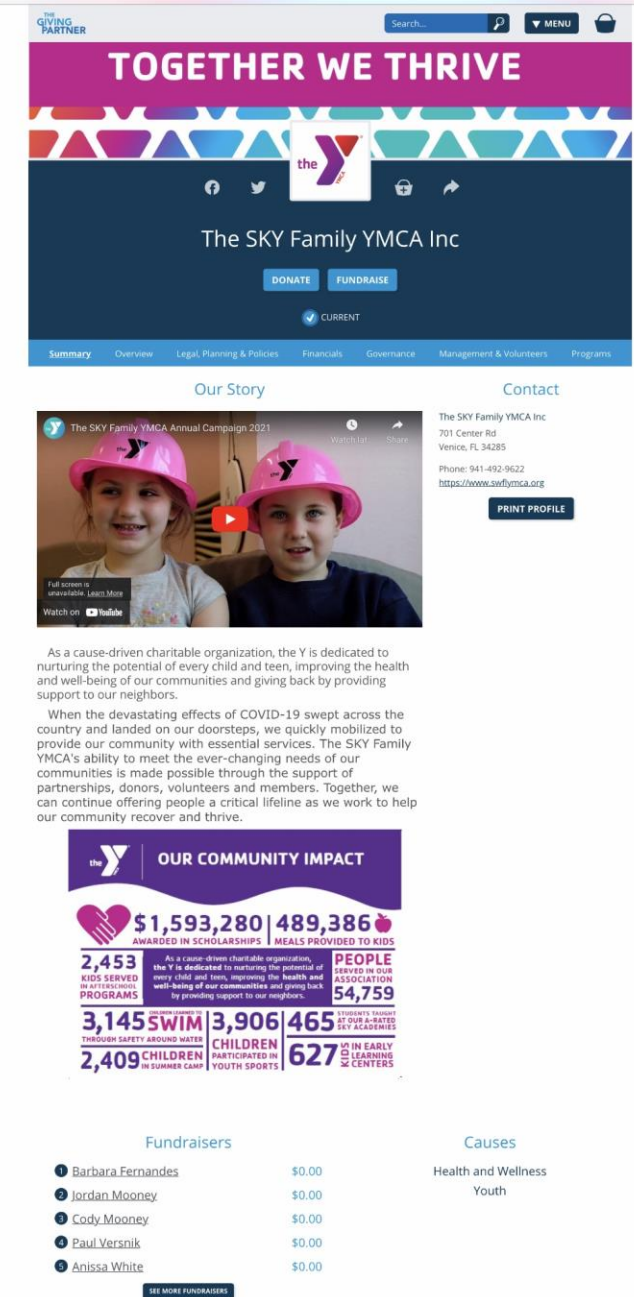 THE
GIVING
PARTNER
Search...
▼ MENU
TOGETHER WE THRIVE
the
YMCA
The SKY Family YMCA Inc
DONATE
FUNDRAISE
CURRENT
Summary Overview Legal, Planning & Policies Financials Governance Management & Volunteers Programs
Our Story
The SKY Family YMCA Annual Campaign 2021
Watch lat
Share
Full screen is
unavailable. Learn More
Watch on YouTube
Contact
The SKY Family YMCA Inc
701 Center Rd
Venice, FL 34285
Phone: 941-492-9622
https://www.swflymca.org
PRINT PROFILE
As a cause-driven charitable organization, the Y is dedicated to
nurturing the potential of every child and teen, improving the health
and well-being of our communities and giving back by providing
support to our neighbors.
When the devastating effects of COVID-19 swept across the
country and landed on our doorsteps, we quickly mobilized to
provide our community with essential services. The SKY Family
YMCA's ability to meet the ever-changing needs of our
communities is made possible through the support of
partnerships, donors, volunteers and members. Together, we
can continue offering people a critical lifeline as we work to help
our community recover and thrive.
the
OUR COMMUNITY IMPACT
$1,593,280
AWARDED IN SCHOLARSHIPS
489,386
MEALS PROVIDED TO KIDS
2,453
KIDS SERVED
IN AFTERSCHOOL
PROGRAMS
As a cause-driven charitable organization,
the Y is dedicated to nurturing the potential of
every child and teen, improving the health and
well-being of our communities and giving back
by providing support to our neighbors.
PEOPLE
SERVED IN OUR
ASSOCIATION
54,759
3,145
CHILDREN LEARNED TO
SWIM
THROUGH SAFETY AROUND WATER
3,906
CHILDREN
PARTICIPATED IN
YOUTH SPORTS
465
STUDENTS TAUGHT
AT OUR A-RATED
SKY ACADEMIES
2,409
CHILDREN
IN SUMMER CAMP
627
KIDS
IN EARLY
LEARNING
CENTERS
Fundraisers
1 Barbara Fernandes $0.00
2 Jordan Mooney $0.00
3 Cody Mooney $0.00
4 Paul Versnik $0.00
5 Anissa White $0.00
SEE MORE FUNDRAISERS
Causes
Health and Wellness
Youth